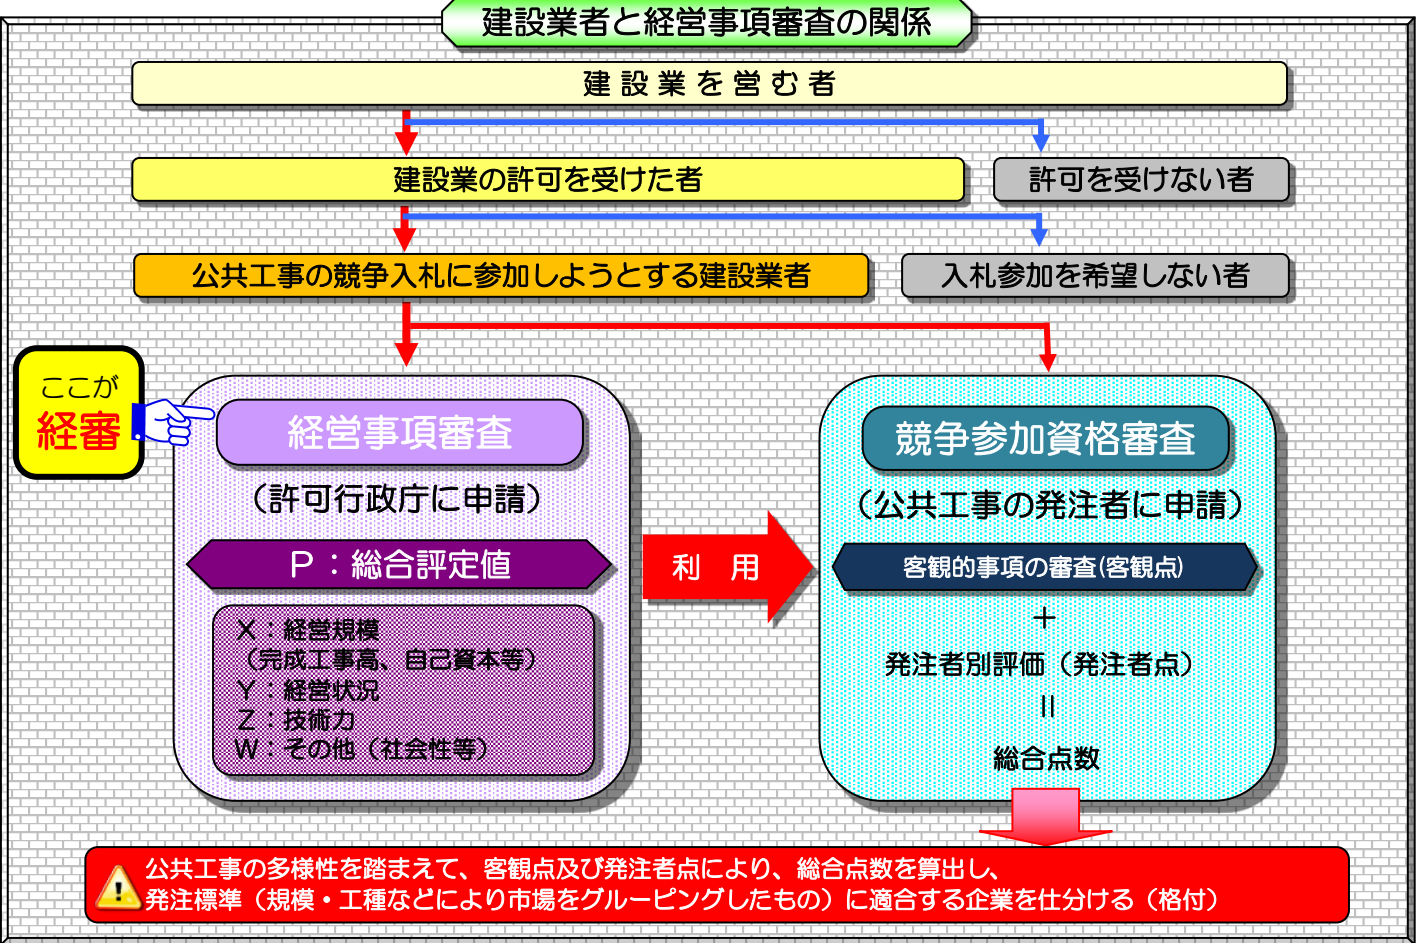 建設業者と経営事項審査の関係
建設業を営む者
建設業の許可を受けた者
許可を受けない者
公共工事の競争入札に参加しようとする建設業者
入札参加を希望しない者
ここが
経審
経営事項審査
（許可行政庁に申請）
P：総合評定値
X：経営規模
（完成工事高、自己資本等）
Y：経営状況
Z：技術力
W：その他（社会性等）
利　用
競争参加資格審査
（公共工事の発注者に申請）
客観的事項の審査(客観点)
＋
発注者別評価（発注者点）
＝
総合点数
公共工事の多様性を踏まえて、客観点及び発注者点により、総合点数を算出し、
発注標準（規模・工種などにより市場をグルーピングしたもの）に適合する企業を仕分ける（格付）